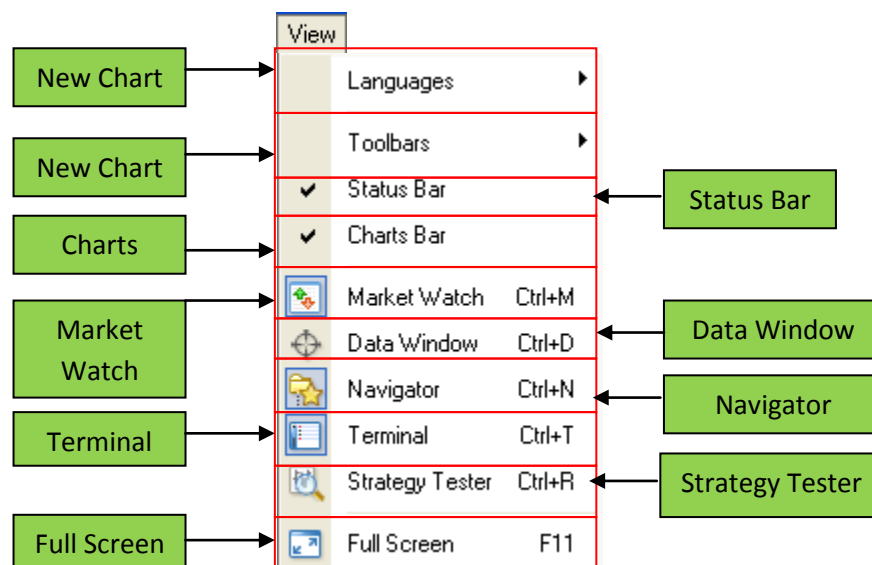 View
New Chart
Languages
Toolbars
New Chart
Status Bar
Status Bar
Charts
Charts Bar
Market Watch Ctrl+M
Market
Watch
Data Window Ctrl+D
Data Window
Navigator Ctrl+N
Navigator
Terminal
Terminal Ctrl+T
Strategy Tester Ctrl+R
Strategy Tester
Full Screen
Full Screen F11